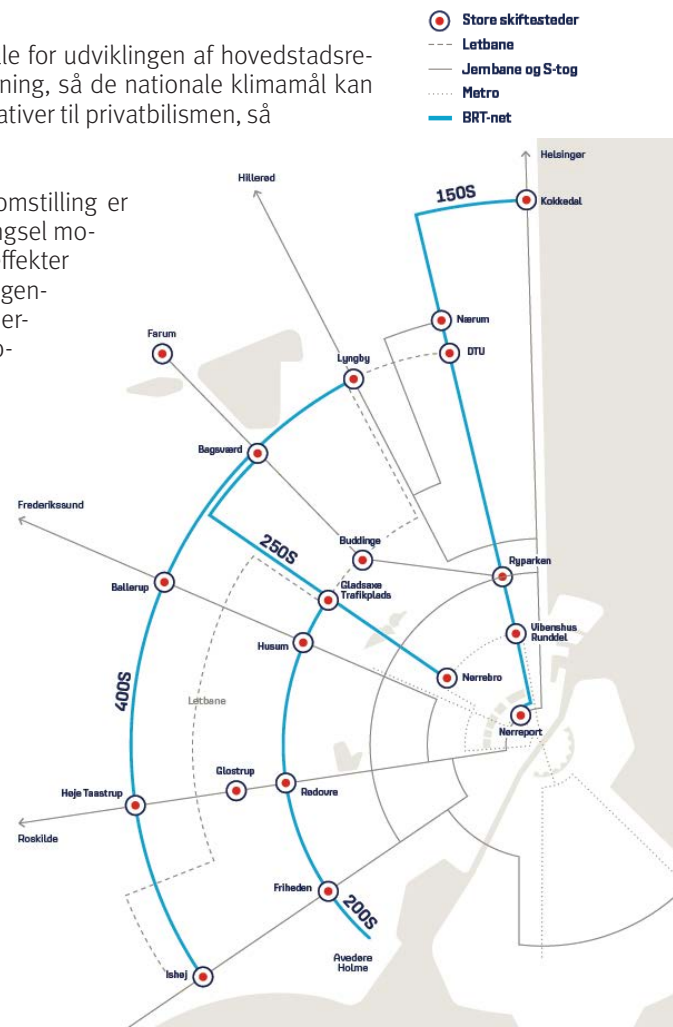 Store skiftesteder
Letbane
Jernbane og S-tog
Metro
BRT-net
lle for udviklingen af hovedstadsre-
ning, så de nationale klimamål kan
ativer til privatbilismen, så
omstilling er
ngsel mo-
effekter
gen-
er-
o-
Helsingør
Hillerød
150S
Kokkedal
Farum
Nærum
Lyngby
DTU
Bagsværd
Frederikssund
250S
Buddinge
Ballerup
Gladsaxe
Trafikplads
Ryparken
Husum
Vibenshus
Runddel
400S
Letbane
Nørrebro
Nørreport
Høje Taastrup
Glostrup
Rødovre
Roskilde
Friheden
200S
Avedøre
Holme
Ishøj